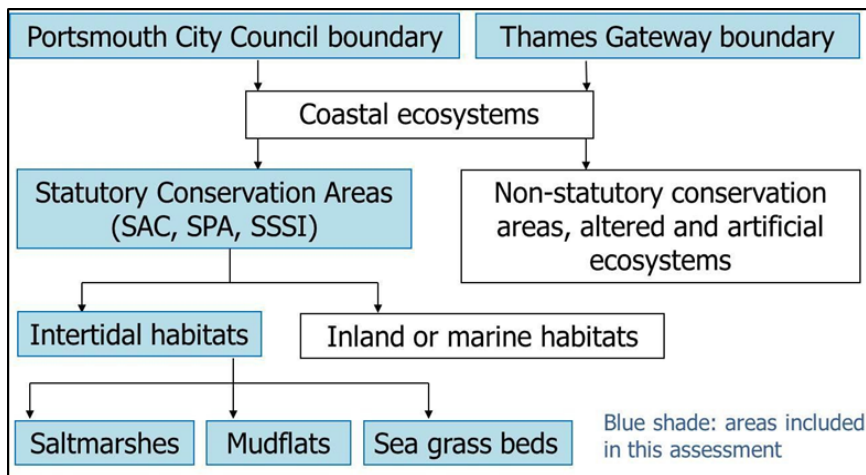 Portsmouth City Council boundary
Thames Gateway boundary
Coastal ecosystems
Statutory Conservation Areas
(SAC, SPA, SSSI)
Non-statutory conservation
areas, altered and artificial
ecosystems
Intertidal habitats
Inland or marine habitats
Saltmarshes
Mudflats
Sea grass beds
Blue shade: areas included
in this assessment